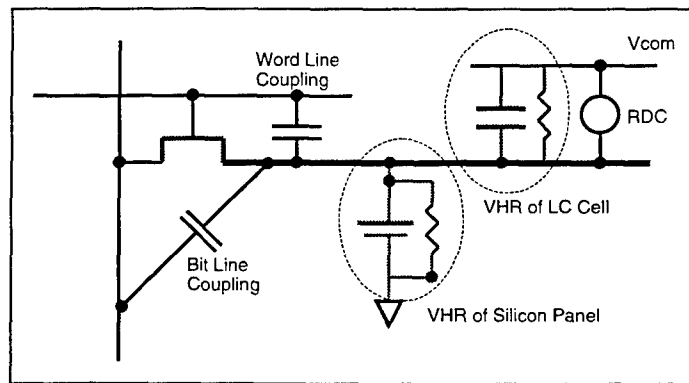 Word Line
Coupling
Vcom
RDC
VHR of LC Cell
Bit Line
Coupling
VHR of Silicon Panel